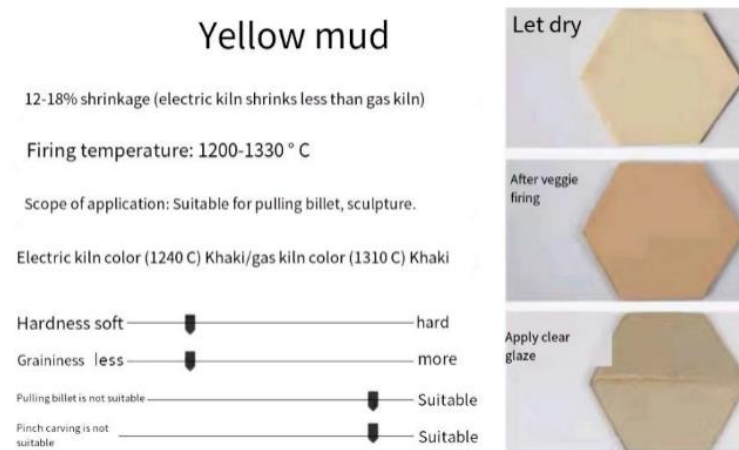 Yellow mud
12-18% shrinkage (electric kiln shrinks less than gas kiln)
Firing temperature: 1200-1330 ° C
Scope of application: Suitable for pulling billet, sculpture.
Electric kiln color (1240 C) Khaki/gas kiln color (1310 C) Khaki
Hardness soft hard
Graininess less more
Pulling billet is not suitable Suitable
Pinch carving is not
suitable Suitable
Let dry
After veggie
firing
Apply clear
glaze